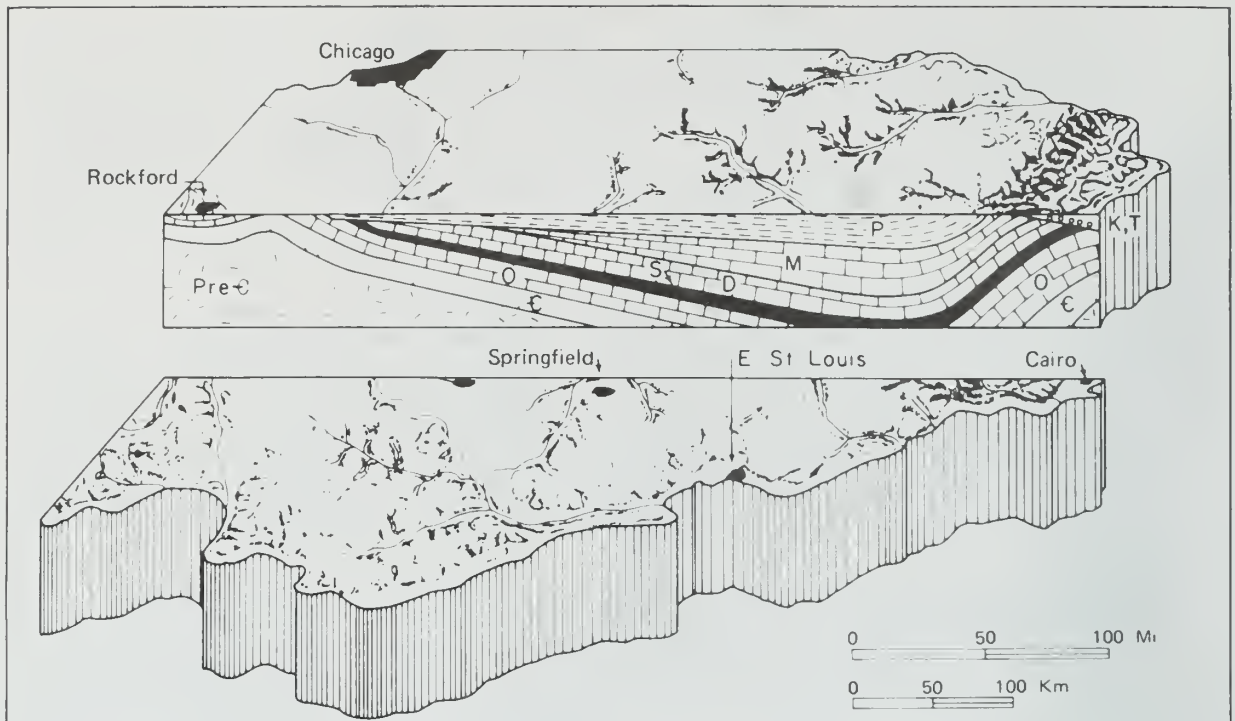 Chicago
Rockford
P
K,T
M
S
D
O
O
Pre-Є
Є
Є
Springfield
E St Louis
Cairo
0 50 100 Mi
0 50 100 Km